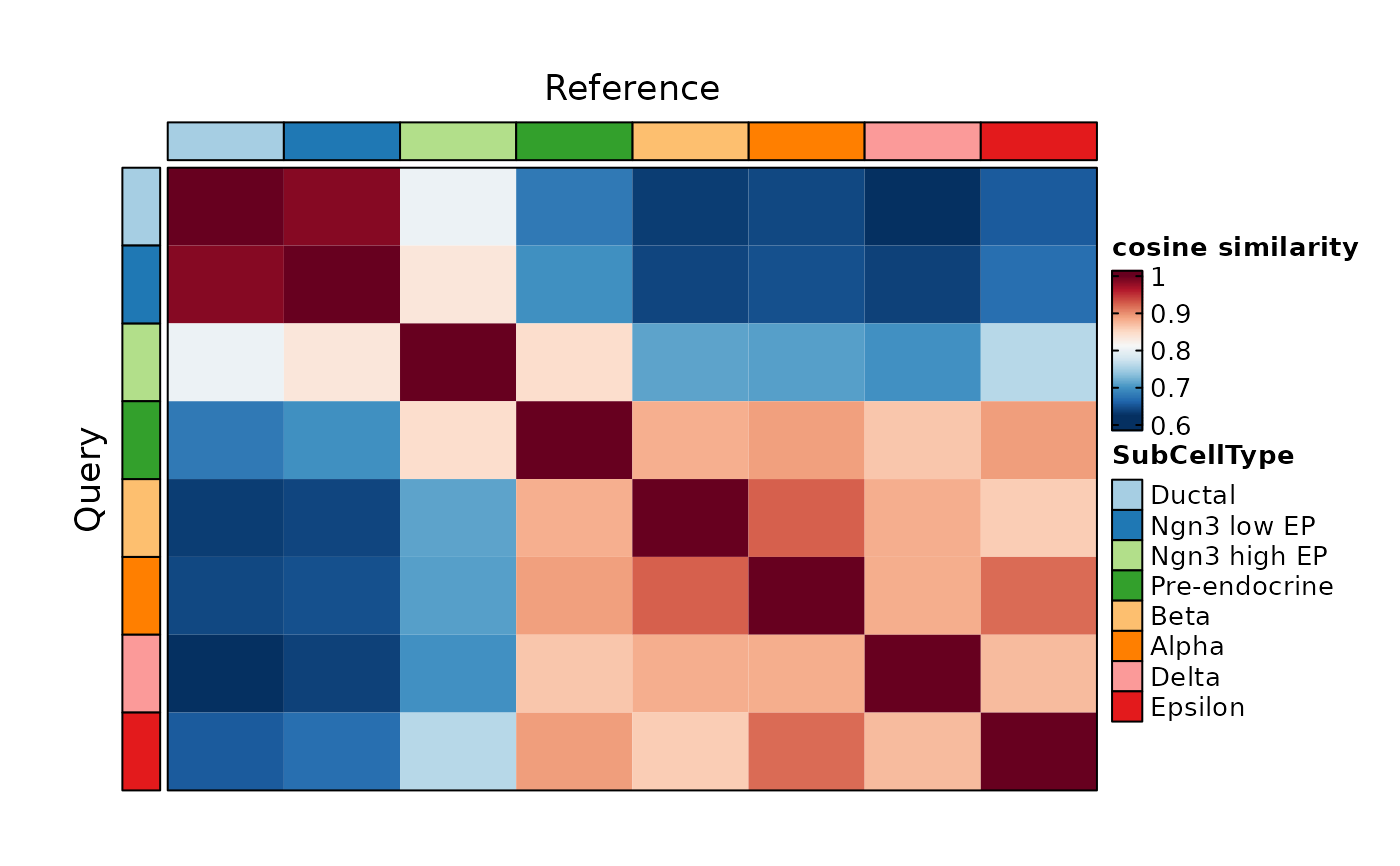 Reference
Query
cosine similarity
1
0.9
0.8
0.7
0.6
SubCellType
Ductal
Ngn3 low EP
Ngn3 high EP
Pre-endocrine
Beta
Alpha
Delta
Epsilon